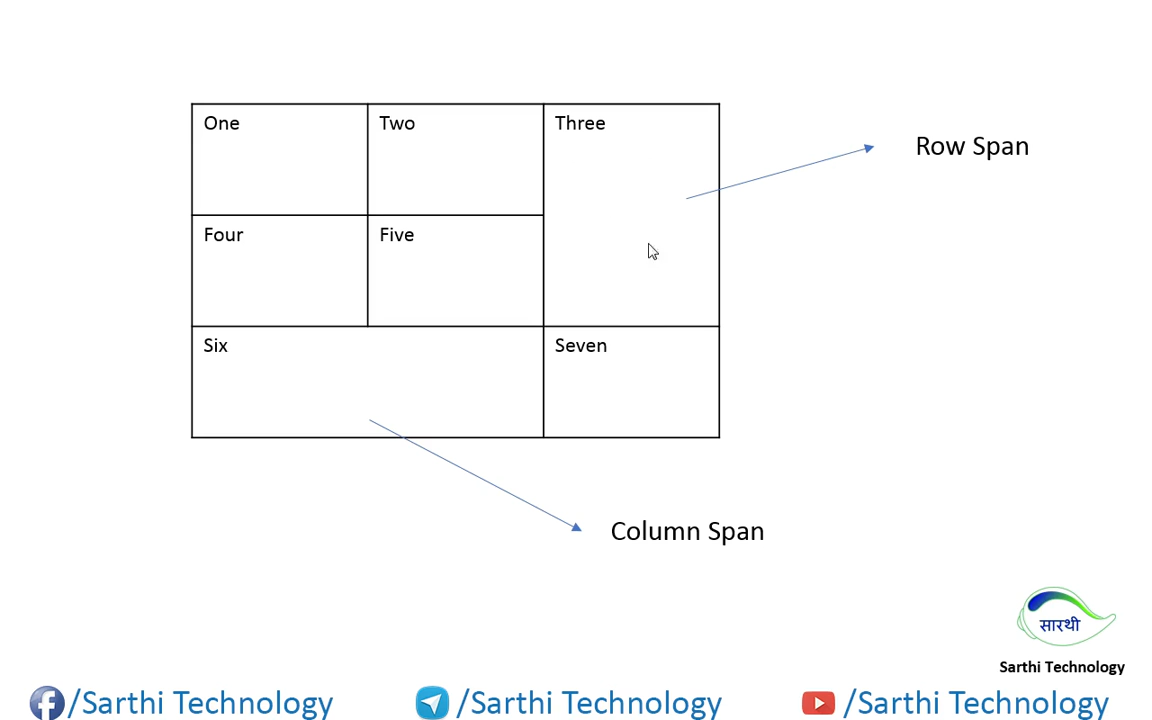 One
Two
Three
Row Span
Four
Five
Six
Seven
Column Span
सारथी
Sarthi Technology
/Sarthi Technology
/Sarthi Technology
/Sarthi Technology